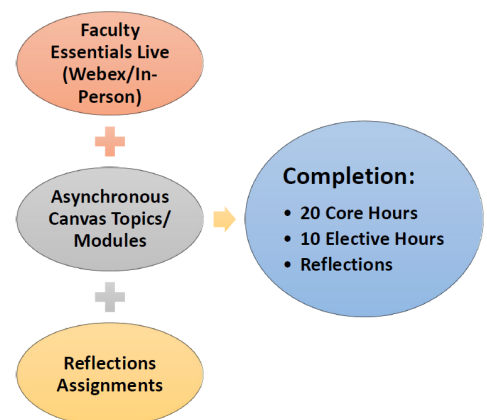 Faculty
Essentials Live
(Webex/In-
Person)
Asynchronous
Canvas Topics/
Modules
Reflections
Assignments
Completion:
• 20 Core Hours
• 10 Elective Hours
• Reflections